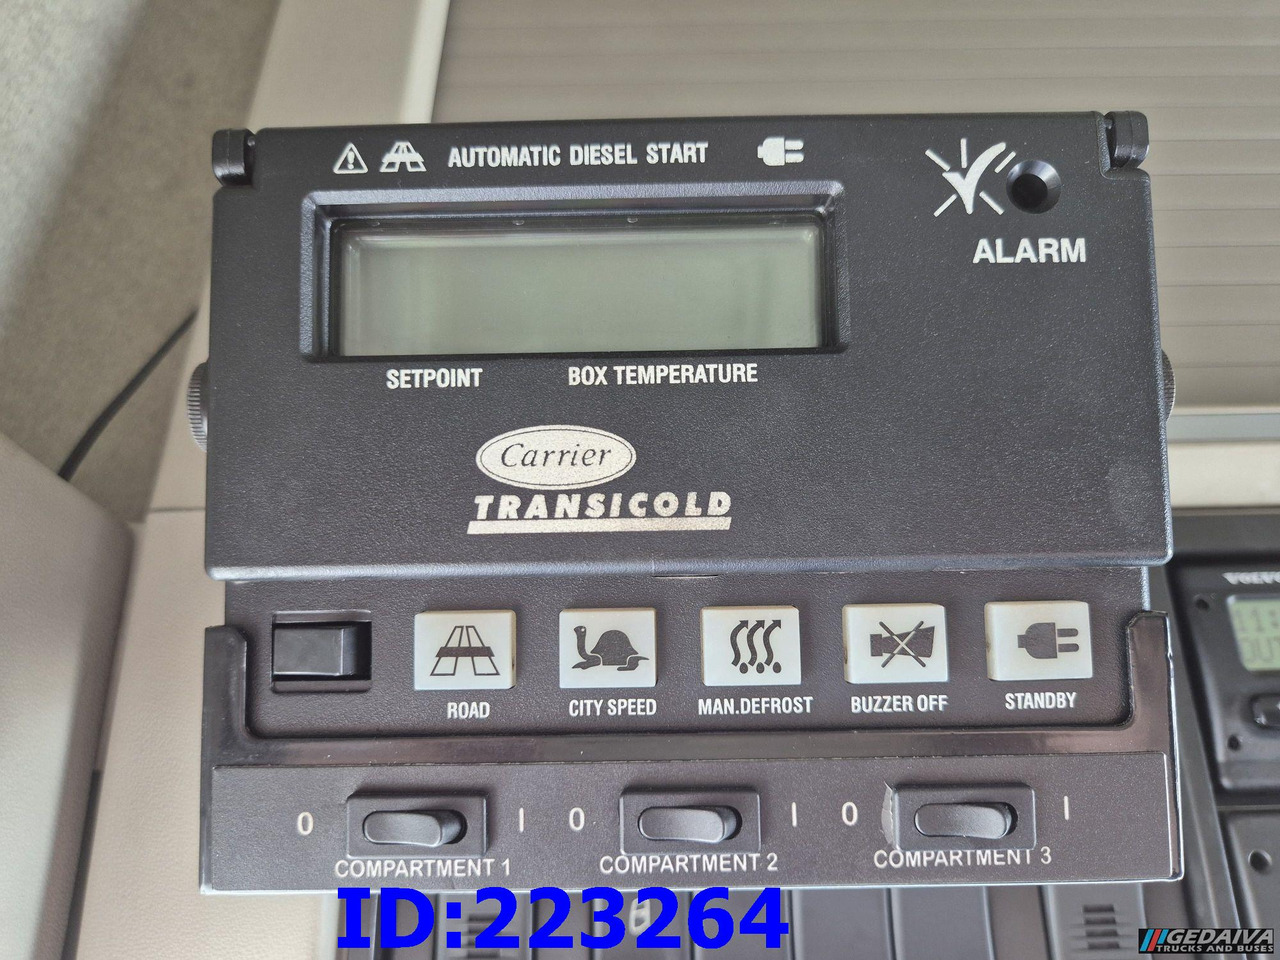 AUTOMATIC DIESEL START
ALARM
SETPOINT BOX TEMPERATURE
Carrier
TRANSICOLD
VOLVO
ROAD CITY SPEED MAN.DEFROST BUZZER OFF STANDBY
0 I 0 I 0 I
COMPARTMENT 1 COMPARTMENT 2 COMPARTMENT 3
ID:223264
GEDAIVA
TRUCKS AND BUSES